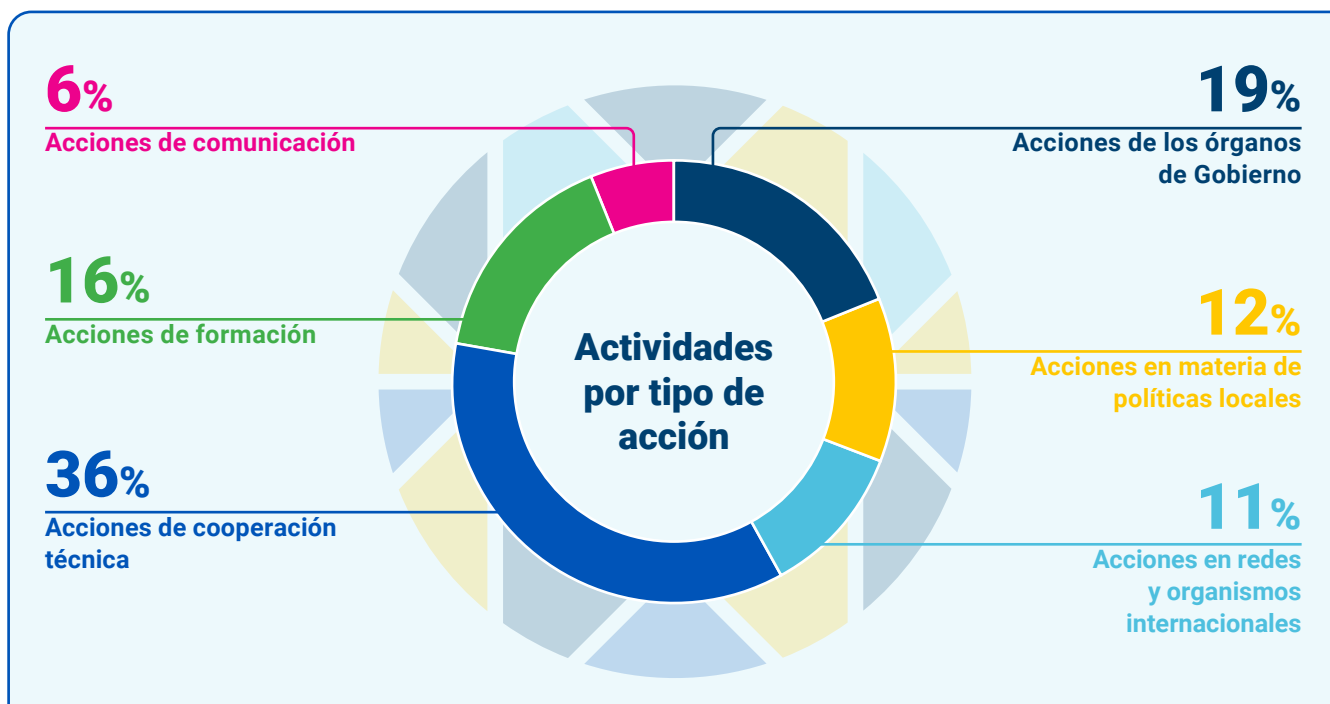 6%
Acciones de comunicación
16%
Acciones de formación
36%
Acciones de cooperación
técnica
Actividades
por tipo de
acción
19%
Acciones de los órganos
de Gobierno
12%
Acciones en materia de
políticas locales
11%
Acciones en redes
y organismos
internacionales